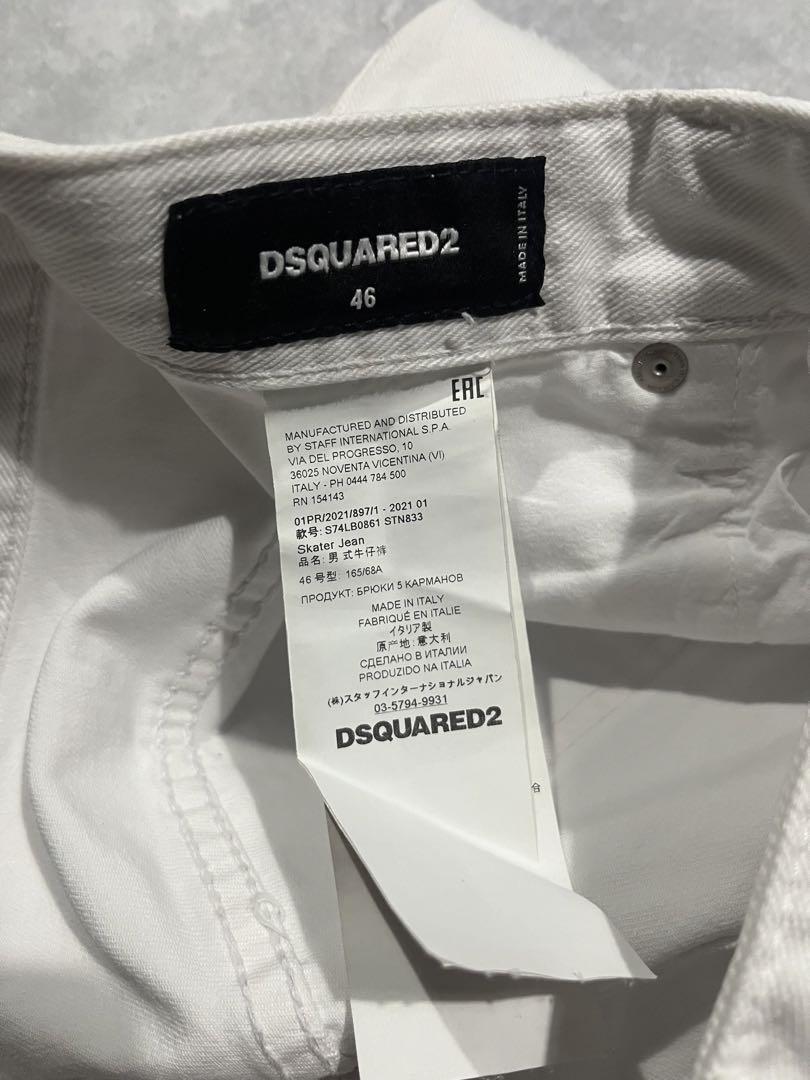 DSQUARED2
46
MADE IN ITALY
EAC
MANUFACTURED AND DISTRIBUTED
BY STAFF INTERNATIONAL S.P.A.
VIA DEL PROGRESSO, 10
36025 NOVENTA VICENTINA (VI)
ITALY - PH 0444 784 500
RN 154143
01PR/2021/897/1 - 2021 01
款号: S74LB0861 STN833
Skater Jean
品名: 男式牛仔裤
46 号型: 165/68A
ПРОДУКТ: БРЮКИ 5 КАРМАНОВ
MADE IN ITALY
FABRIQUÉ EN ITALIE
イタリア製
原产地: 意大利
СДЕЛАНО В ИТАЛИИ
PRODUZIDO NA ITALIA
(株)スタッフインターナショナルジャパン
03-5794-9931
DSQUARED2
合